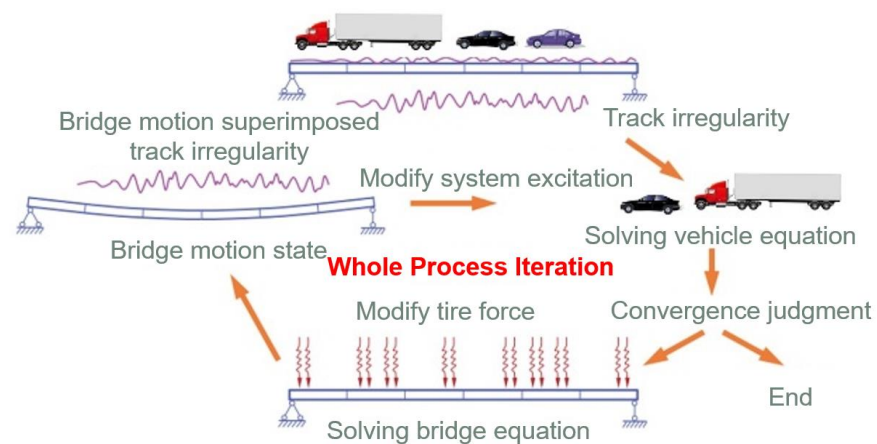 Bridge motion superimposed
track irregularity
Track irregularity
Modify system excitation
Solving vehicle equation
Bridge motion state
Whole Process Iteration
Modify tire force
Convergence judgment
End
Solving bridge equation